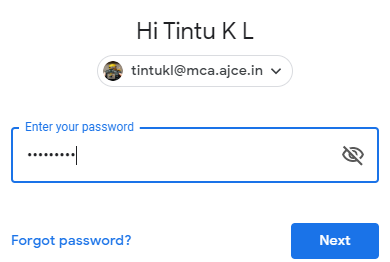 Hi Tintu K L
tintukl@mca.ajce.in
Enter your password
•••••••••
Forgot password?
Next